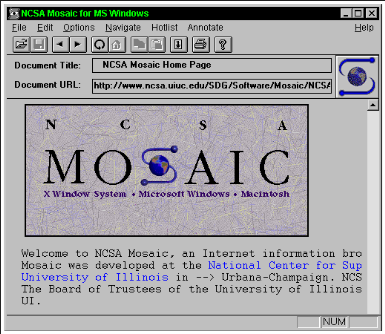 NCSA Mosaic for MS Windows
File Edit Options Navigate Hotlist Annotate Help
Document Title: NCSA Mosaic Home Page
Document URL: http://www.ncsa.uiuc.edu/SDG/Software/Mosaic/NCSA
N C S A
MOSAIC
X Window System • Microsoft Windows • Macintosh
Welcome to NCSA Mosaic, an Internet information bro
Mosaic was developed at the National Center for Sup
University of Illinois in --> Urbana-Champaign. NCS
The Board of Trustees of the University of Illinois
UI.
NUM